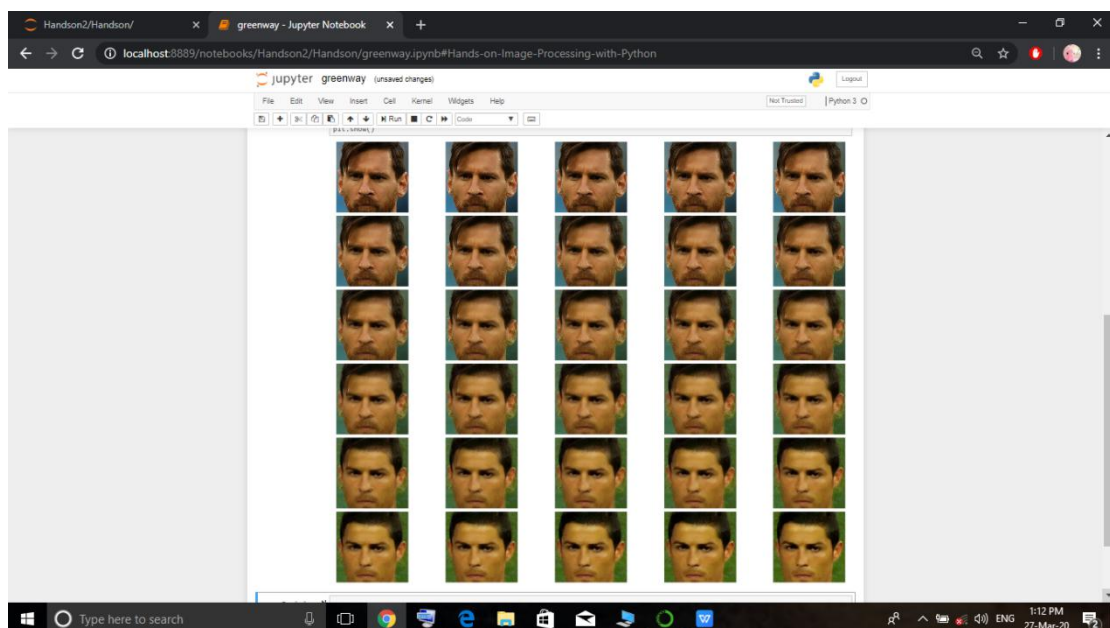 Handson2/Handson/
greenway - Jupyter Notebook
localhost:8889/notebooks/Handson2/Handson/greenway.ipynb#Hands-on-Image-Processing-with-Python
jupyter greenway (unsaved changes)
Logout
File Edit View Insert Cell Kernel Widgets Help
Not Trusted
Python 3
Run
Code
plt.show()
Type here to search
ENG
1:12 PM
27-Mar-20